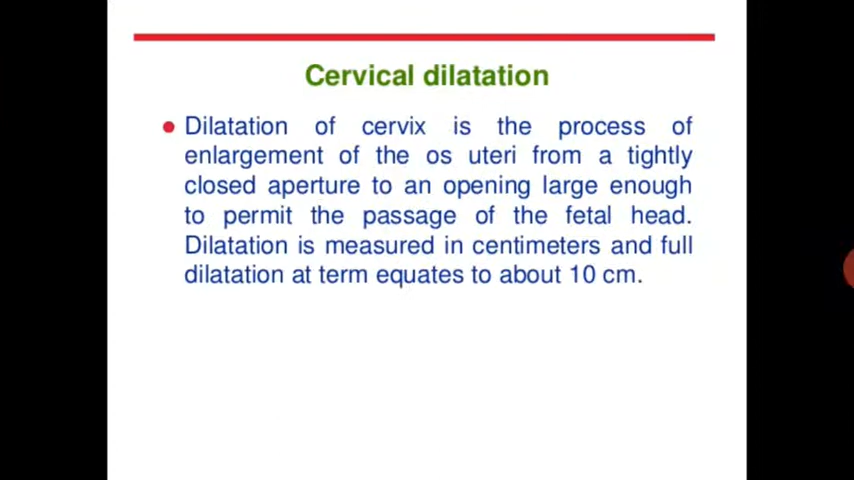 Cervical dilatation
Dilatation of cervix is the process of
enlargement of the os uteri from a tightly
closed aperture to an opening large enough
to permit the passage of the fetal head.
Dilatation is measured in centimeters and full
dilatation at term equates to about 10 cm.